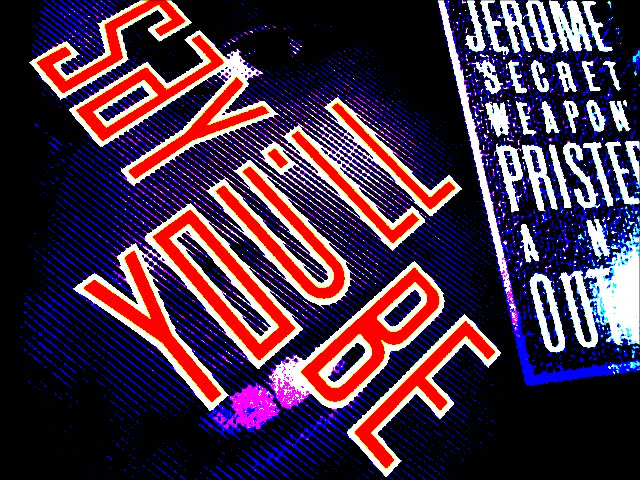 SAY
YOU'LL
BE
JEROME
'SECRET
WEAPON'
PRISTE
A N
OUT